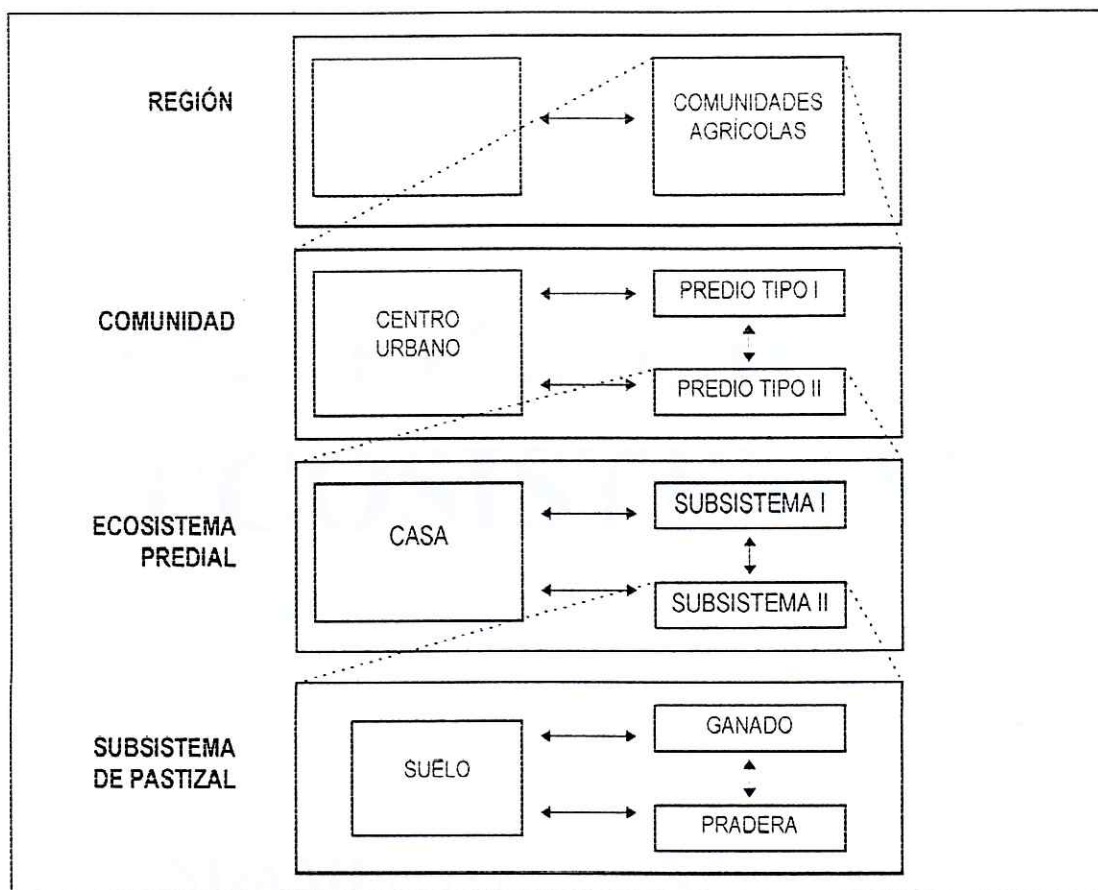 REGIÓN
COMUNIDADES
AGRÍCOLAS
COMUNIDAD
CENTRO
URBANO
PREDIO TIPO I
PREDIO TIPO II
ECOSISTEMA
PREDIAL
CASA
SUBSISTEMA I
SUBSISTEMA II
SUBSISTEMA
DE PASTIZAL
SUELO
GANADO
PRADERA